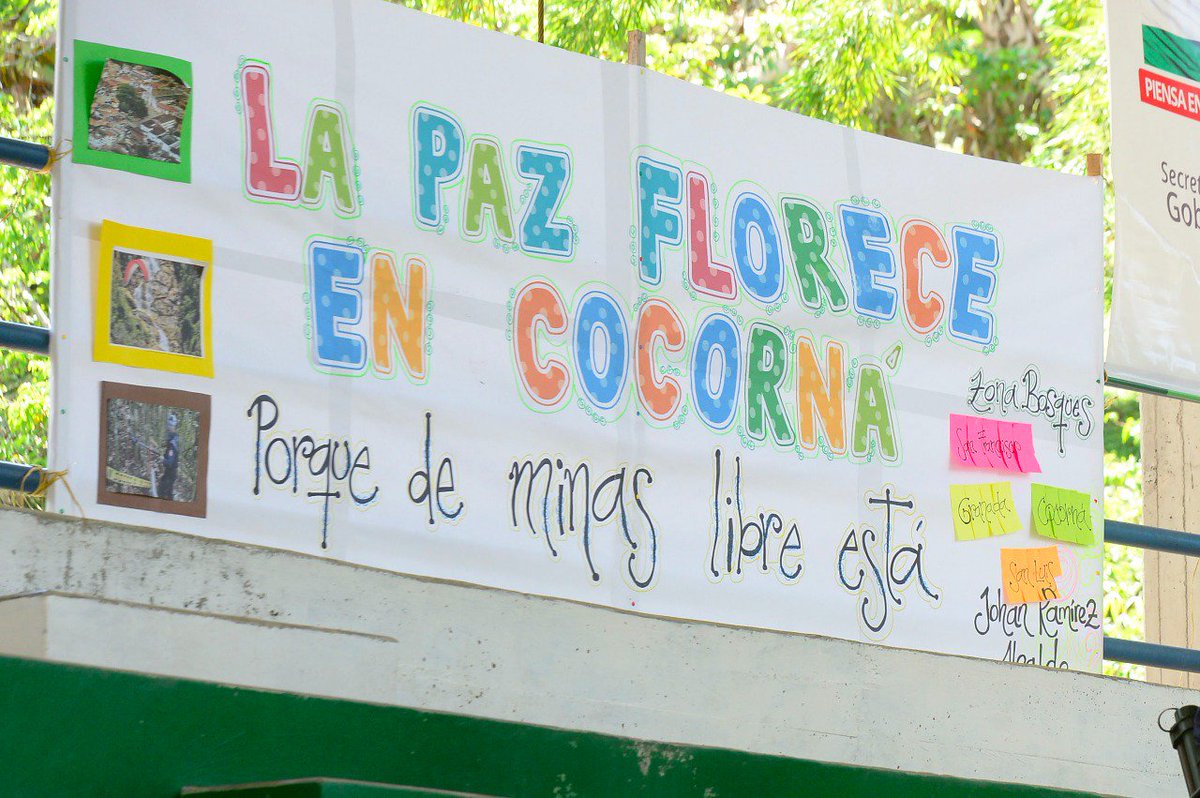 LA PAZ FLORECE
EN COCORNÁ
Porque de minas libre está
Zona Bosques
San Francisco
Granada
Cocorná
San Luis
Johan Ramírez
Alcalde
PIENSA EN
Secret
Gob